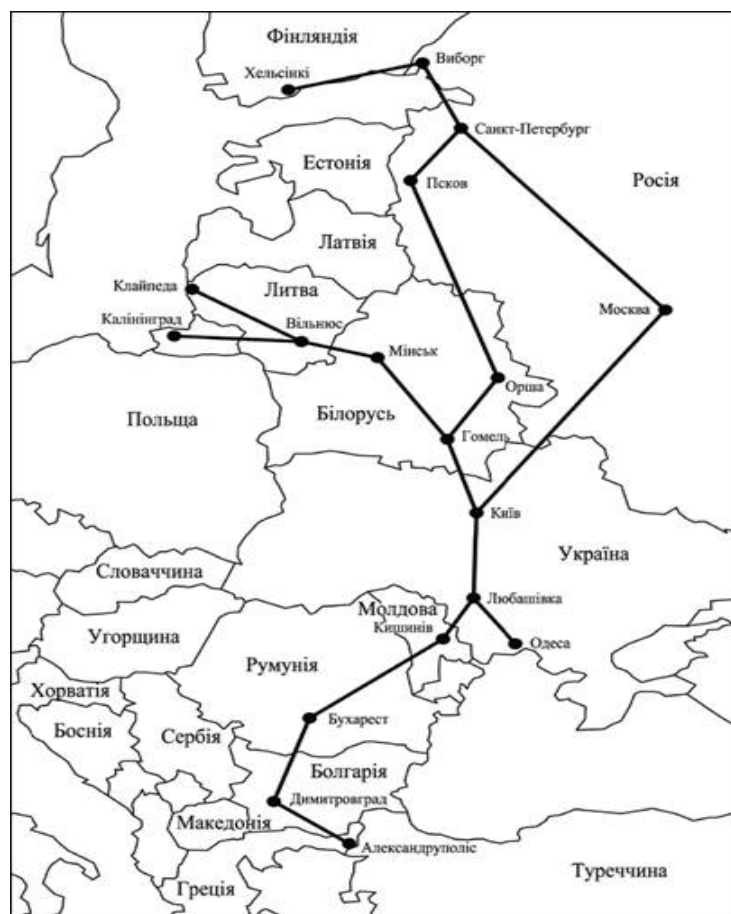 Фінляндія
Виборг
Хельсінкі
Санкт-Петербург
Естонія
Псков
Росія
Латвія
Клайпеда
Литва
Москва
Калінінград
Вільнюс
Мінськ
Орша
Польща
Білорусь
Гомель
Київ
Україна
Словаччина
Любашівка
Молдова
Кишинів
Угорщина
Одеса
Румунія
Хорватія
Бухарест
Боснія
Сербія
Болгарія
Димитровград
Македонія
Александруполіс
Туреччина
Греція